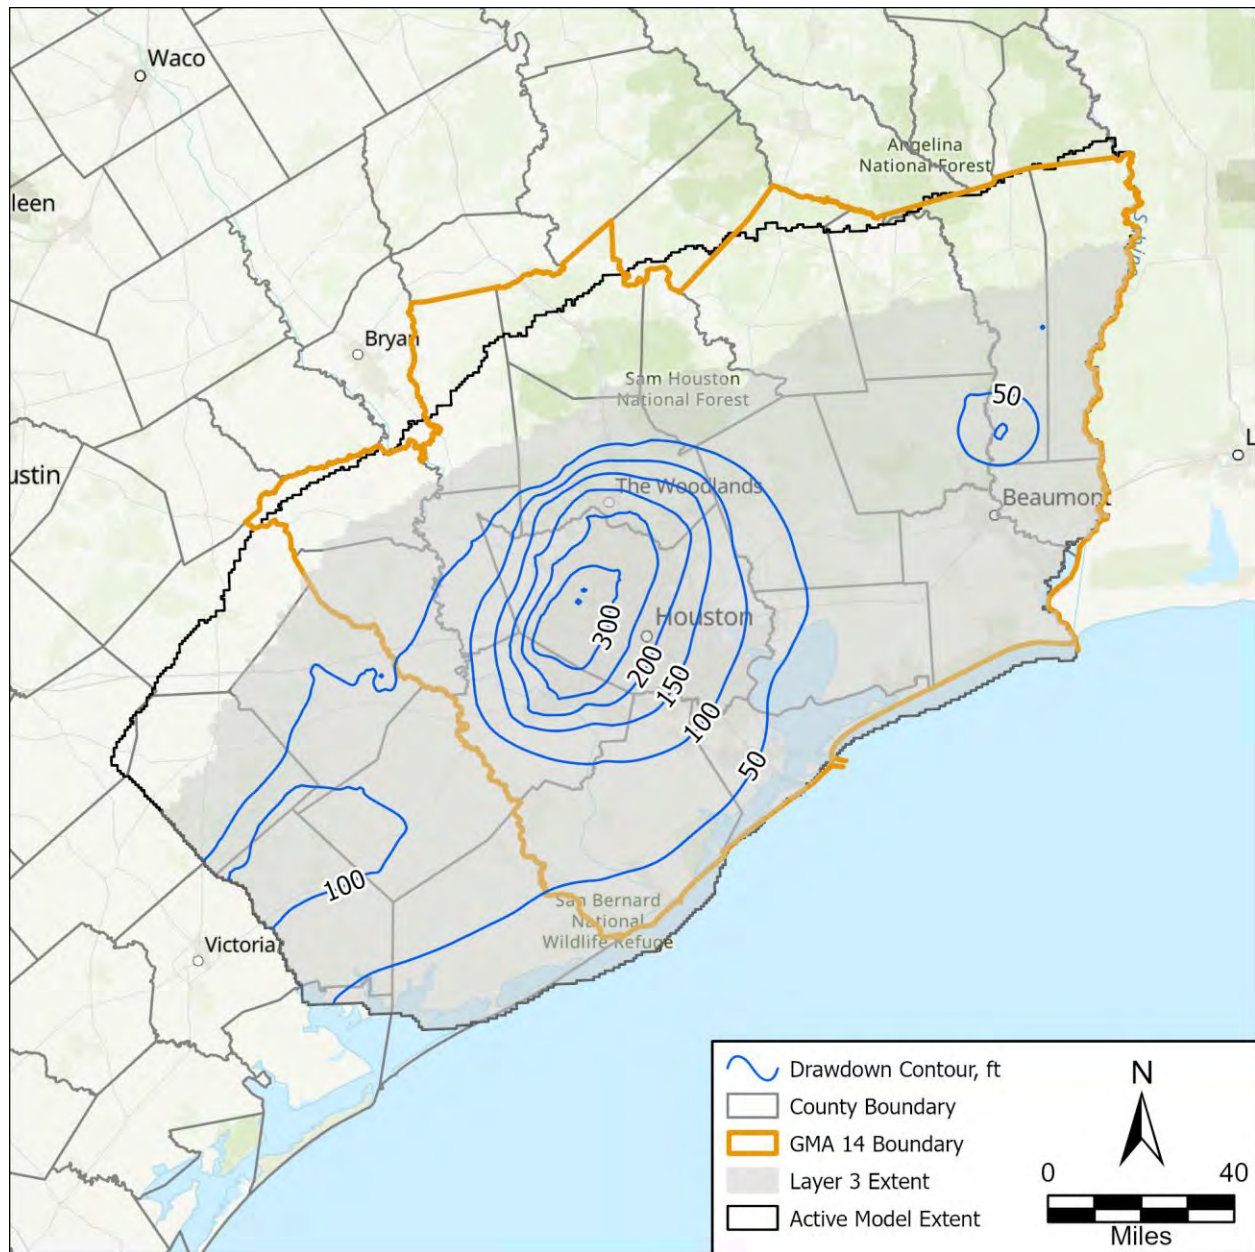 Waco
Angelina
National Forest
leen
Sabine
Bryan
Sam Houston
National Forest
50
ustin
L
The Woodlands
Beaumont
300
Houston
200
150
100
50
100
San Bernard
National
Wildlife Refuge
Victoria
Drawdown Contour, ft
County Boundary
GMA 14 Boundary
Layer 3 Extent
Active Model Extent
N
0 40
Miles